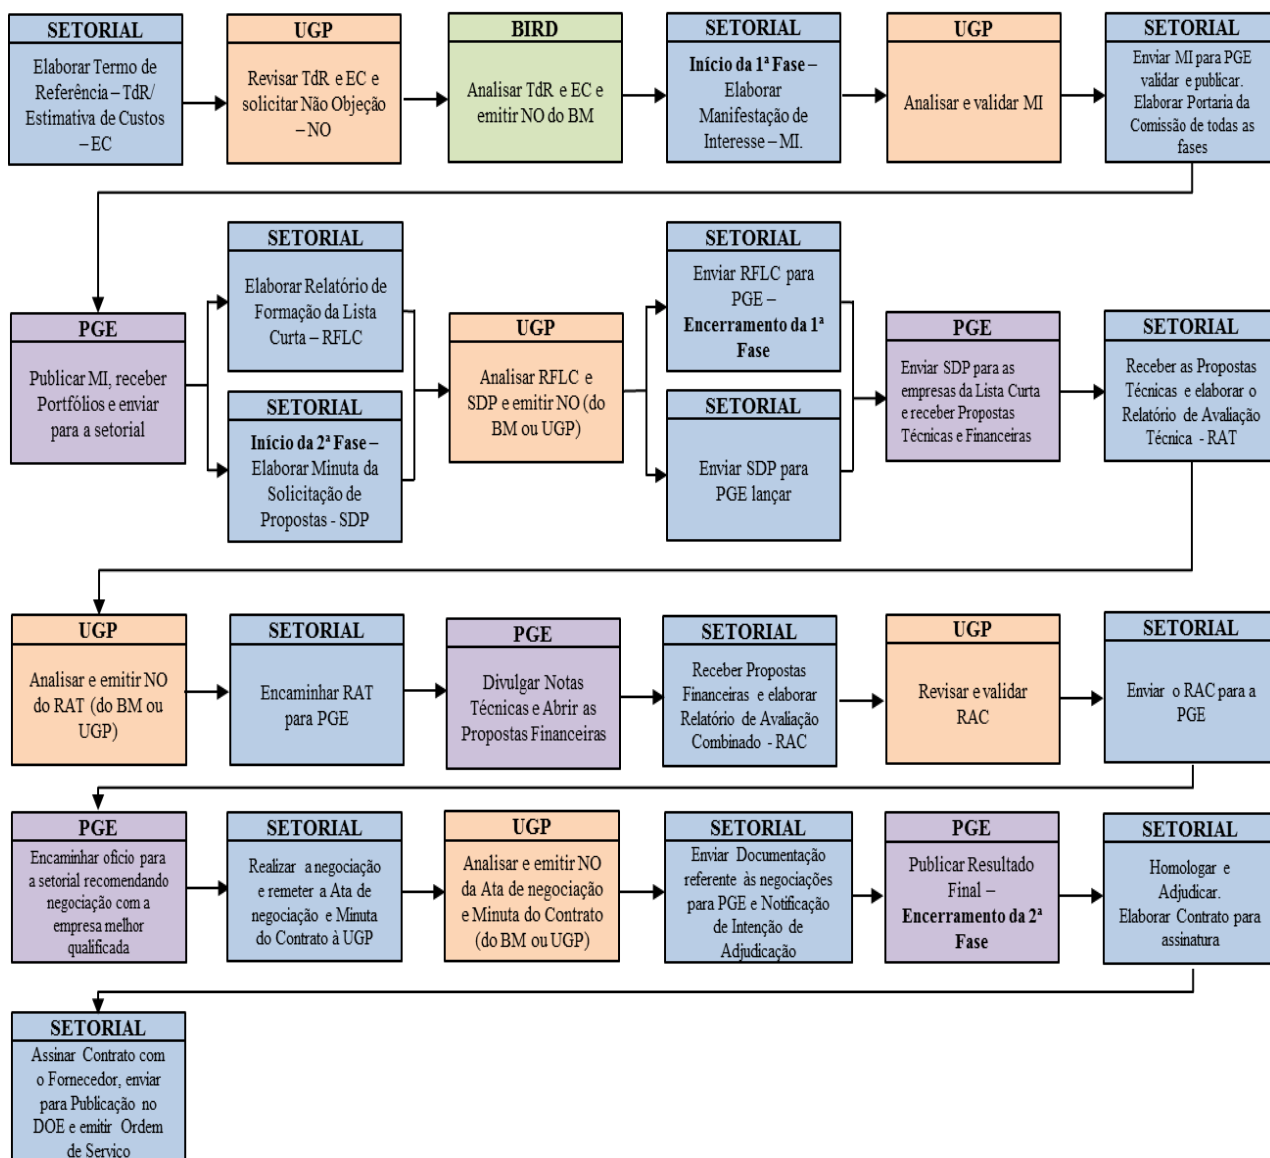 SETORIAL
Elaborar Termo de
Referência – TdR/
Estimativa de Custos
– EC
UGP
Revisar TdR e EC e
solicitar Não Objeção
– NO
BIRD
Analisar TdR e EC e
emitir NO do BM
SETORIAL
Início da 1ª Fase –
Elaborar
Manifestação de
Interesse – MI.
UGP
Analisar e validar MI
SETORIAL
Enviar MI para PGE
validar e publicar.
Elaborar Portaria da
Comissão de todas as
fases
PGE
Publicar MI, receber
Portfólios e enviar
para a setorial
SETORIAL
Elaborar Relatório de
Formação da Lista
Curta – RFLC
SETORIAL
Início da 2ª Fase –
Elaborar Minuta da
Solicitação de
Propostas - SDP
UGP
Analisar RFLC e
SDP e emitir NO (do
BM ou UGP)
SETORIAL
Enviar RFLC para
PGE –
Encerramento da 1ª
Fase
SETORIAL
Enviar SDP para
PGE lançar
PGE
Enviar SDP para as
empresas da Lista Curta
e receber Propostas
Técnicas e Financeiras
SETORIAL
Receber as Propostas
Técnicas e elaborar o
Relatório de Avaliação
Técnica - RAT
UGP
Analisar e emitir NO
do RAT (do BM ou
UGP)
SETORIAL
Encaminhar RAT
para PGE
PGE
Divulgar Notas
Técnicas e Abrir as
Propostas Financeiras
SETORIAL
Receber Propostas
Financeiras e elaborar
Relatório de Avaliação
Combinado - RAC
UGP
Revisar e validar
RAC
SETORIAL
Enviar o RAC para a
PGE
PGE
Encaminhar ofício para
a setorial recomendando
negociação com a
empresa melhor
qualificada
SETORIAL
Realizar a negociação
e remeter a Ata de
negociação e Minuta
do Contrato à UGP
UGP
Analisar e emitir NO
da Ata de negociação
e Minuta do Contrato
(do BM ou UGP)
SETORIAL
Enviar Documentação
referente às negociações
para PGE e Notificação
de Intenção de
Adjudicação
PGE
Publicar Resultado
Final –
Encerramento da 2ª
Fase
SETORIAL
Homologar e
Adjudicar.
Elaborar Contrato para
assinatura
SETORIAL
Assinar Contrato com
o Fornecedor, enviar
para Publicação no
DOE e emitir Ordem
de Serviço